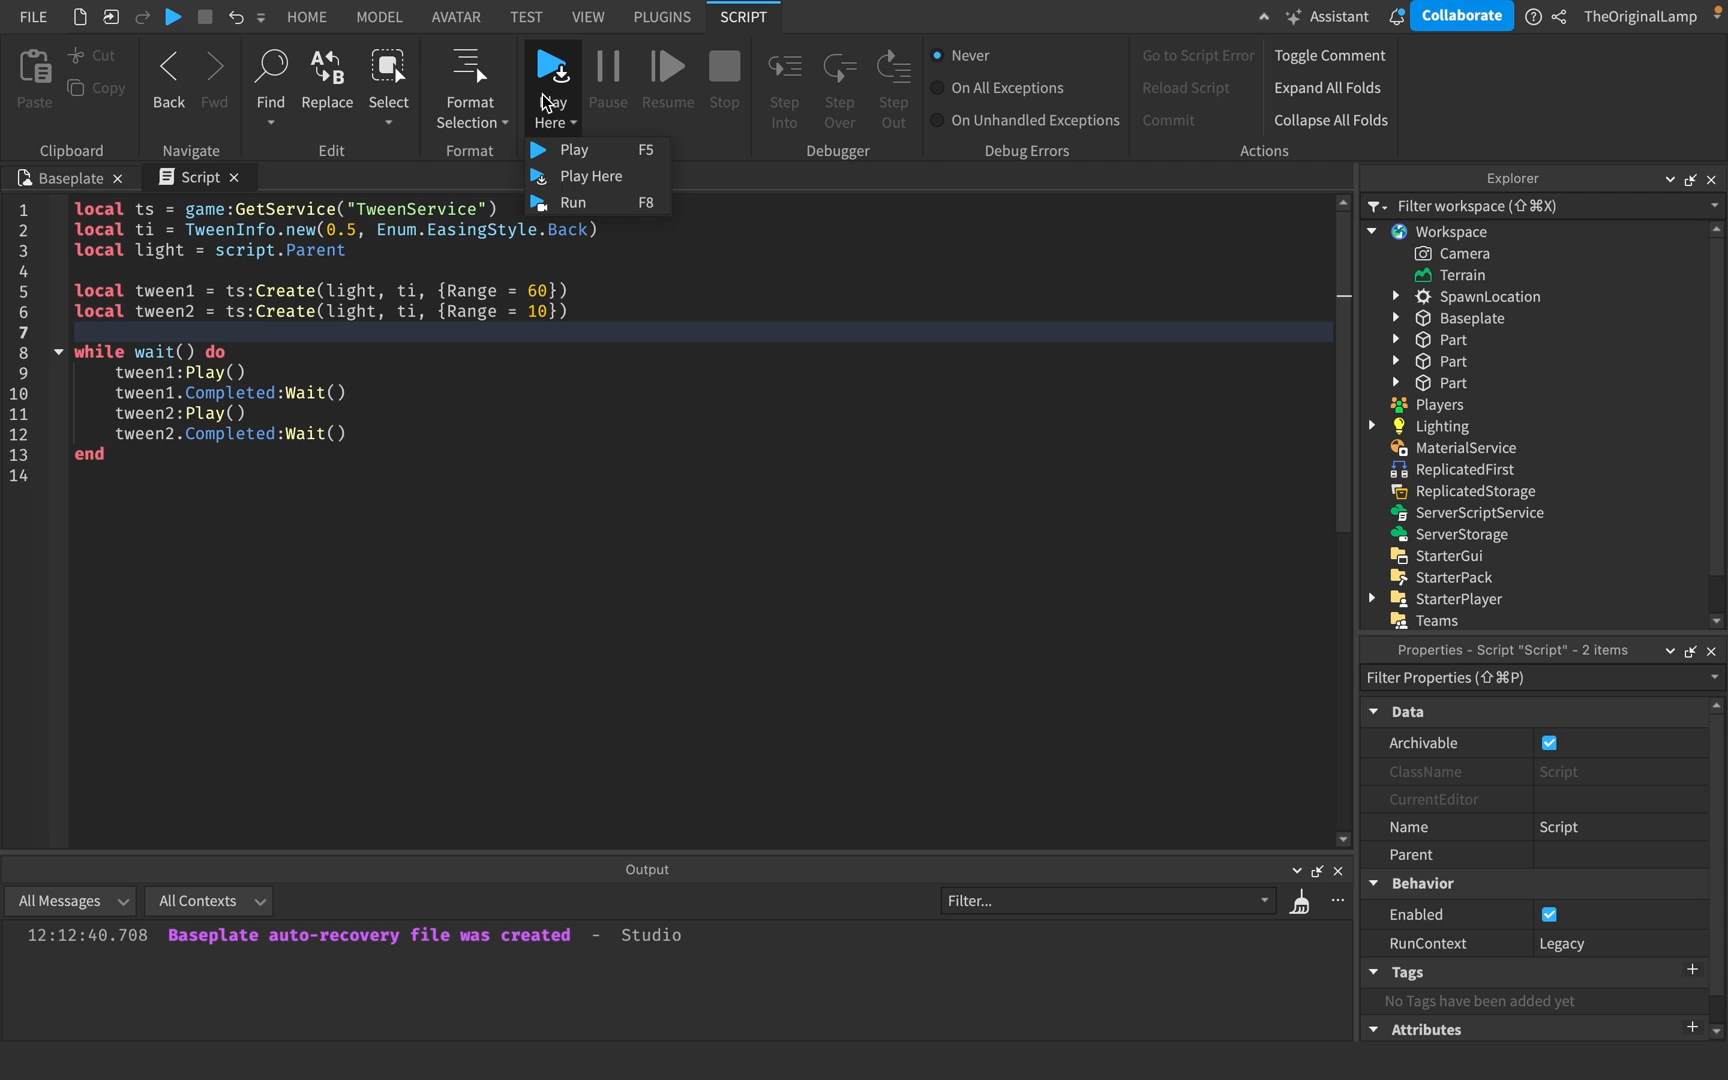 FILE HOME MODEL AVATAR TEST VIEW PLUGINS SCRIPT Assistant Collaborate TheOriginalLamp
Paste Cut Copy Back Fwd Find Replace Select Format Selection Here Pause Resume Stop Step Into Step Over Step Out
Never
On All Exceptions
On Unhandled Exceptions
Go to Script Error
Reload Script
Commit
Toggle Comment
Expand All Folds
Collapse All Folds
Clipboard Navigate Edit Format Debugger Debug Errors Actions
Play F5
Play Here
Run F8
Baseplate Script
1 local ts = game:GetService("TweenService")
2 local ti = TweenInfo.new(0.5, Enum.EasingStyle.Back)
3 local light = script.Parent
4
5 local tween1 = ts:Create(light, ti, {Range = 60})
6 local tween2 = ts:Create(light, ti, {Range = 10})
7
8 while wait() do
9 tween1:Play()
10 tween1.Completed:Wait()
11 tween2:Play()
12 tween2.Completed:Wait()
13 end
14
Explorer
Filter workspace (⇧⌘X)
Workspace
Camera
Terrain
SpawnLocation
Baseplate
Part
Part
Part
Players
Lighting
MaterialService
ReplicatedFirst
ReplicatedStorage
ServerScriptService
ServerStorage
StarterGui
StarterPack
StarterPlayer
Teams
Properties - Script "Script" - 2 items
Filter Properties (⇧⌘P)
Data
Archivable
ClassName Script
CurrentEditor
Name Script
Parent
Behavior
Enabled
RunContext Legacy
Tags +
No Tags have been added yet
Attributes +
Output
All Messages All Contexts Filter... ...
12:12:40.708 Baseplate auto-recovery file was created - Studio